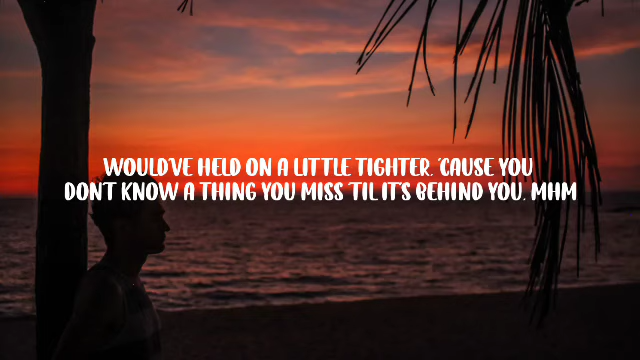 WOULD'VE HELD ON A LITTLE TIGHTER. 'CAUSE YOU
DON'T KNOW A THING YOU MISS 'TIL IT'S BEHIND YOU. MHM